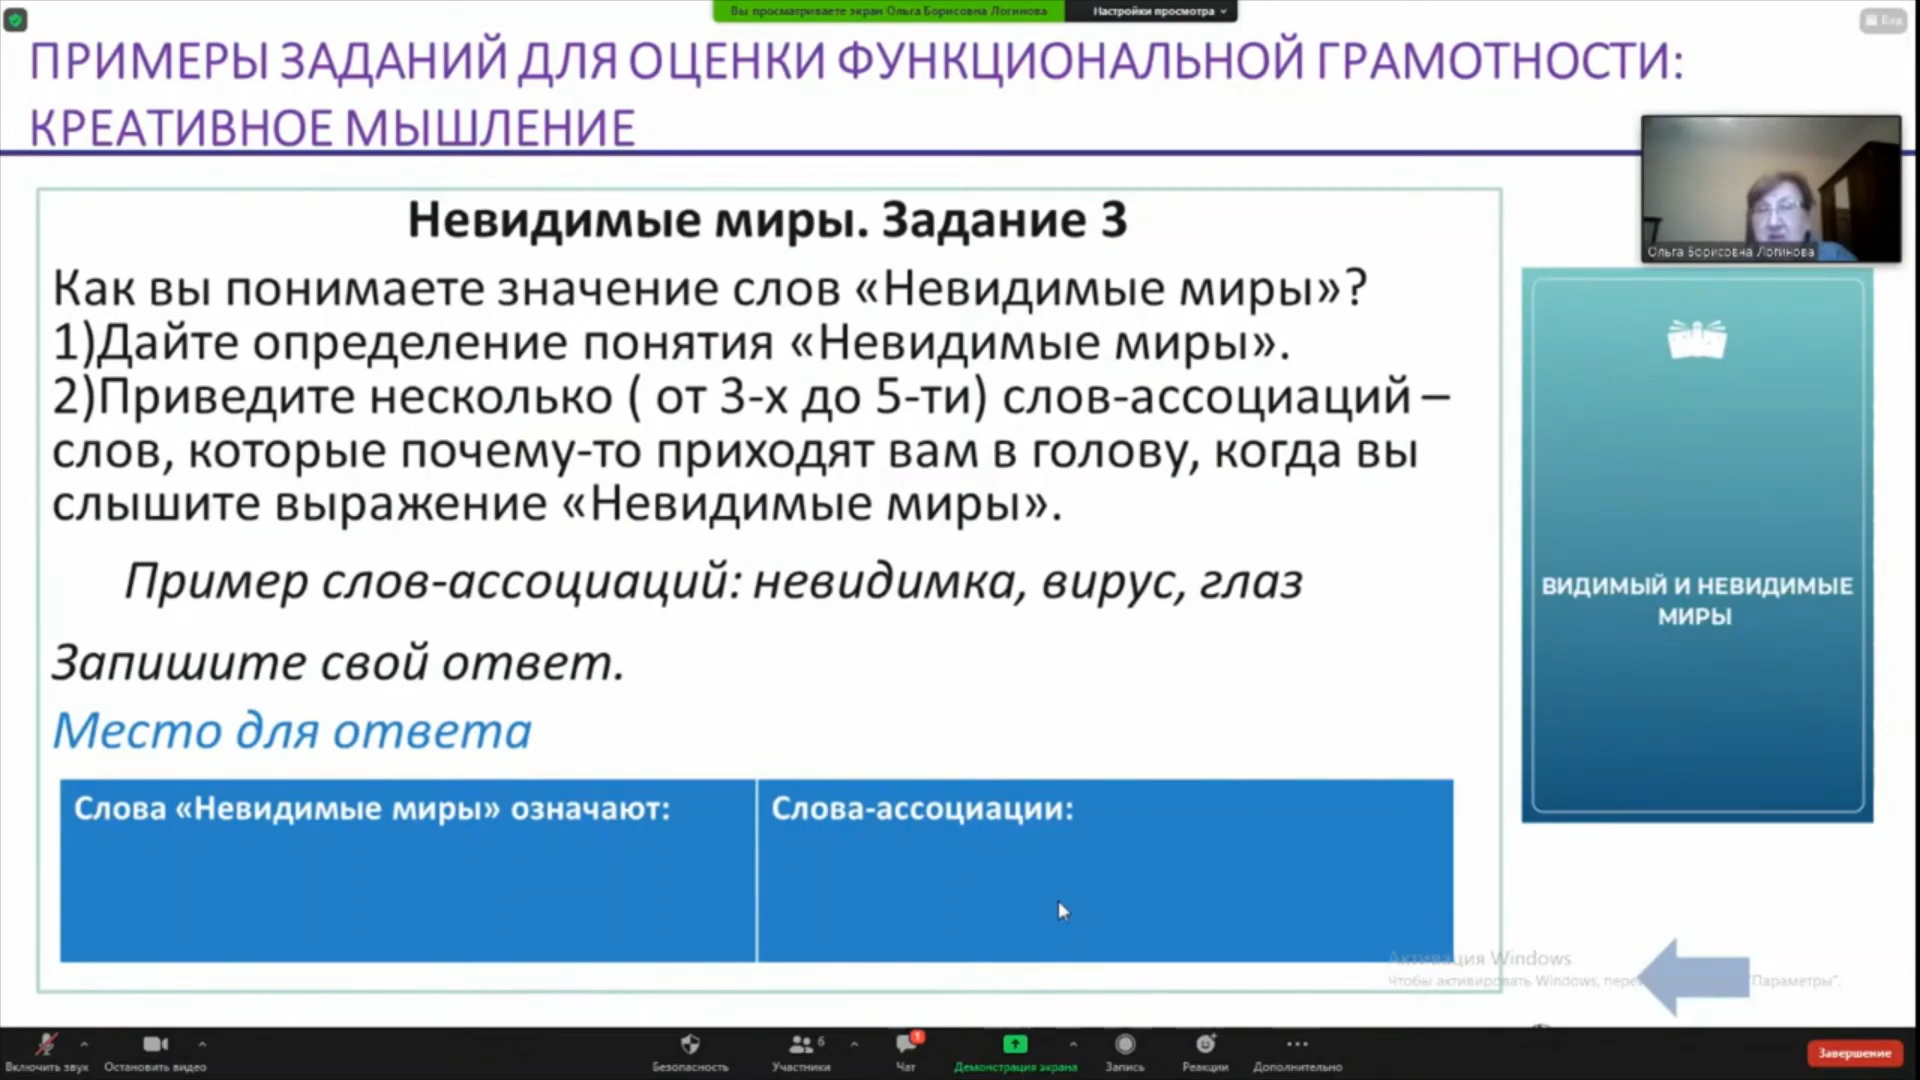 Вы просматриваете экран Ольга Борисовна Логинова
Настройки просмотра
Вид
ПРИМЕРЫ ЗАДАНИЙ ДЛЯ ОЦЕНКИ ФУНКЦИОНАЛЬНОЙ ГРАМОТНОСТИ:
КРЕАТИВНОЕ МЫШЛЕНИЕ
Ольга Борисовна Логинова
Невидимые миры. Задание 3
Как вы понимаете значение слов «Невидимые миры»?
1)Дайте определение понятия «Невидимые миры».
2)Приведите несколько ( от 3-х до 5-ти) слов-ассоциаций –
слов, которые почему-то приходят вам в голову, когда вы
слышите выражение «Невидимые миры».
Пример слов-ассоциаций: невидимка, вирус, глаз
Запишите свой ответ.
Место для ответа
Слова «Невидимые миры» означают:
Слова-ассоциации:
ВИДИМЫЙ И НЕВИДИМЫЕ
МИРЫ
Активация Windows
Чтобы активировать Windows, "Параметры".
Включить звук
Остановить видео
Безопасность
Участники
6
Чат
1
Демонстрация экрана
Запись
Реакции
Дополнительно
Завершение